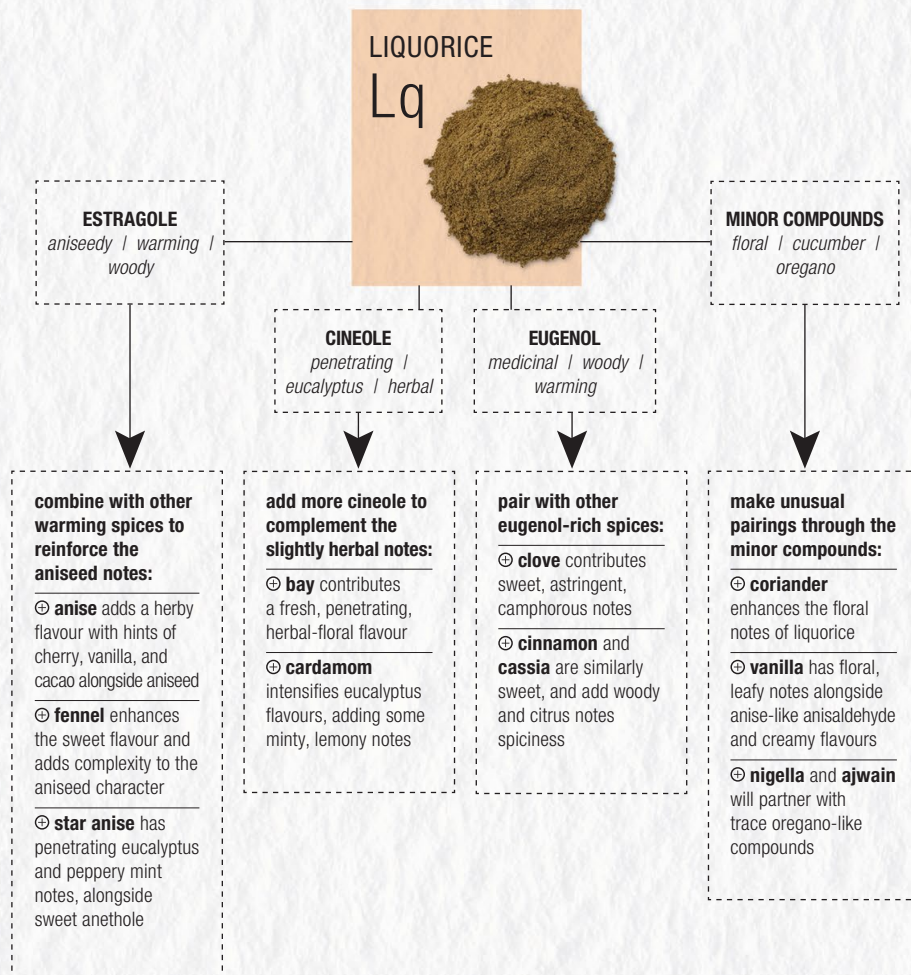 LIQUORICE
Lq
ESTRAGOLE
aniseedy | warming |
woody
MINOR COMPOUNDS
floral | cucumber |
oregano
CINEOLE
penetrating |
eucalyptus | herbal
EUGENOL
medicinal | woody |
warming
combine with other
warming spices to
reinforce the
aniseed notes:
⊕ anise adds a herby
flavour with hints of
cherry, vanilla, and
cacao alongside aniseed
⊕ fennel enhances
the sweet flavour and
adds complexity to the
aniseed character
⊕ star anise has
penetrating eucalyptus
and peppery mint
notes, alongside
sweet anethole
add more cineole to
complement the
slightly herbal notes:
⊕ bay contributes
a fresh, penetrating,
herbal-floral flavour
⊕ cardamom
intensifies eucalyptus
flavours, adding some
minty, lemony notes
pair with other
eugenol-rich spices:
⊕ clove contributes
sweet, astringent,
camphorous notes
⊕ cinnamon and
cassia are similarly
sweet, and add woody
and citrus notes
spiciness
make unusual
pairings through the
minor compounds:
⊕ coriander
enhances the floral
notes of liquorice
⊕ vanilla has floral,
leafy notes alongside
anise-like anisaldehyde
and creamy flavours
⊕ nigella and ajwain
will partner with
trace oregano-like
compounds